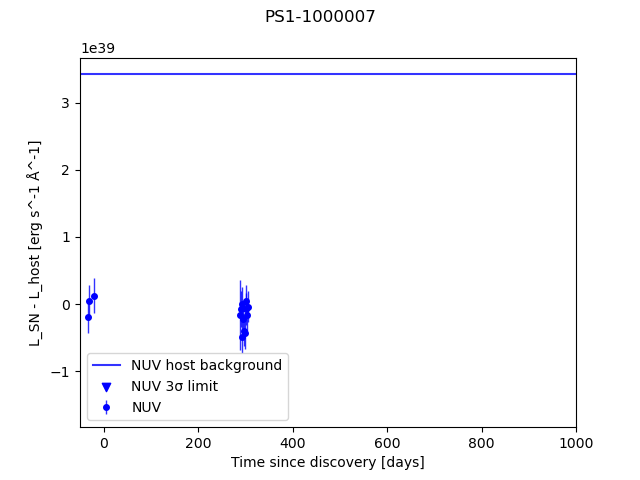 PS1-1000007
1e39
L_SN - L_host [erg s^-1 Å^-1]
3
2
1
0
−1
NUV host background
NUV 3σ limit
NUV
0
200
400
600
800
1000
Time since discovery [days]